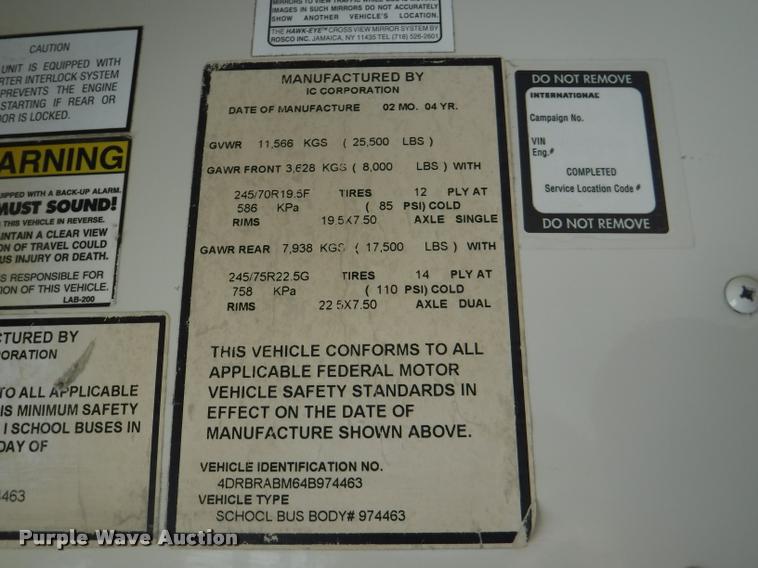 MIRRORS TO VIEW TRAFFIC
IMAGES IN SUCH MIRRORS DO NOT ACCURATELY
SHOW ANOTHER VEHICLE'S LOCATION.
THE HAWK-EYE™ CROSS VIEW MIRROR SYSTEM BY
ROSCO INC. JAMAICA, NY 11435 TEL (718) 526-2601
CAUTION
UNIT IS EQUIPPED WITH
RTER INTERLOCK SYSTEM
PREVENTS THE ENGINE
STARTING IF REAR OR
OOR IS LOCKED.
ARNING
IPPED WITH A BACK-UP ALARM.
MUST SOUND!
THIS VEHICLE IN REVERSE.
INTAIN A CLEAR VIEW
ON OF TRAVEL COULD
US INJURY OR DEATH.
IS RESPONSIBLE FOR
ION OF THIS VEHICLE.
LAB-200
CTURED BY
RPORATION
TO ALL APPLICABLE
IS MINIMUM SAFETY
I SCHOOL BUSES IN
DAY OF
4463
MANUFACTURED BY
IC CORPORATION
DATE OF MANUFACTURE 02 MO. 04 YR.
GVWR 11,566 KGS ( 25,500 LBS )
GAWR FRONT 3,628 KGS ( 8,000 LBS ) WITH
245/70R19.5F TIRES 12 PLY AT
586 KPa ( 85 PSI) COLD
RIMS 19.5X7.50 AXLE SINGLE
GAWR REAR 7,938 KGS ( 17,500 LBS ) WITH
245/75R22.5G TIRES 14 PLY AT
758 KPa ( 110 PSI) COLD
RIMS 22.5X7.50 AXLE DUAL
THIS VEHICLE CONFORMS TO ALL
APPLICABLE FEDERAL MOTOR
VEHICLE SAFETY STANDARDS IN
EFFECT ON THE DATE OF
MANUFACTURE SHOWN ABOVE.
VEHICLE IDENTIFICATION NO.
4DRBRABM64B974463
VEHICLE TYPE
SCHOOL BUS BODY# 974463
DO NOT REMOVE
INTERNATIONAL
Campaign No.
VIN
Eng.#
COMPLETED
Service Location Code #
DO NOT REMOVE
Purple Wave Auction